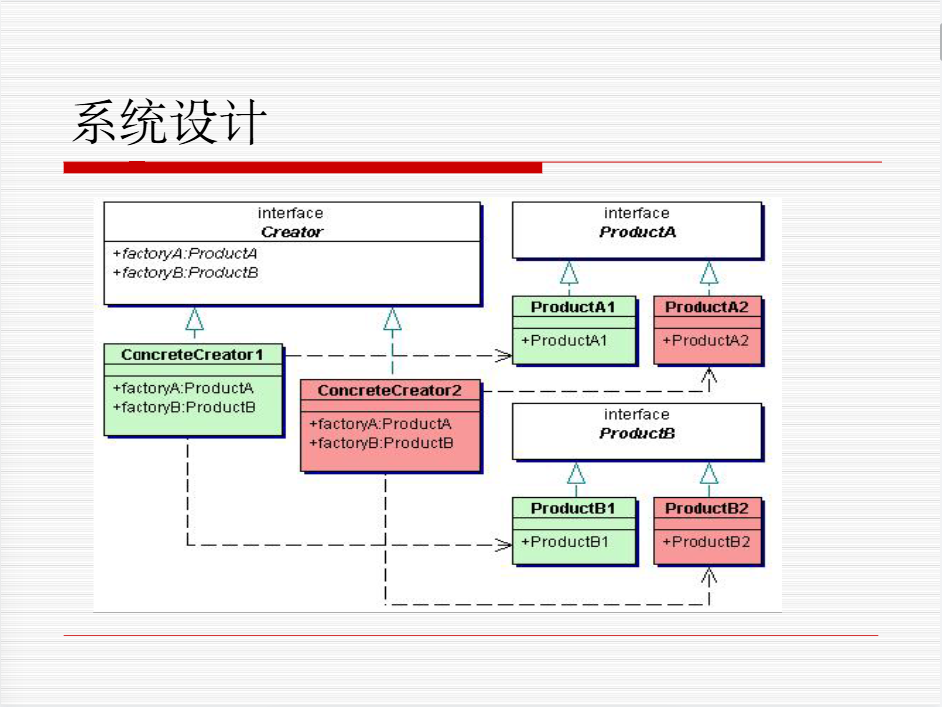 系统设计
interface
Creator
+factoryA:ProductA
+factoryB:ProductB
interface
ProductA
ProductA1
+ProductA1
ProductA2
+ProductA2
ConcreteCreator1
+factoryA:ProductA
+factoryB:ProductB
ConcreteCreator2
+factoryA:ProductA
+factoryB:ProductB
interface
ProductB
ProductB1
+ProductB1
ProductB2
+ProductB2